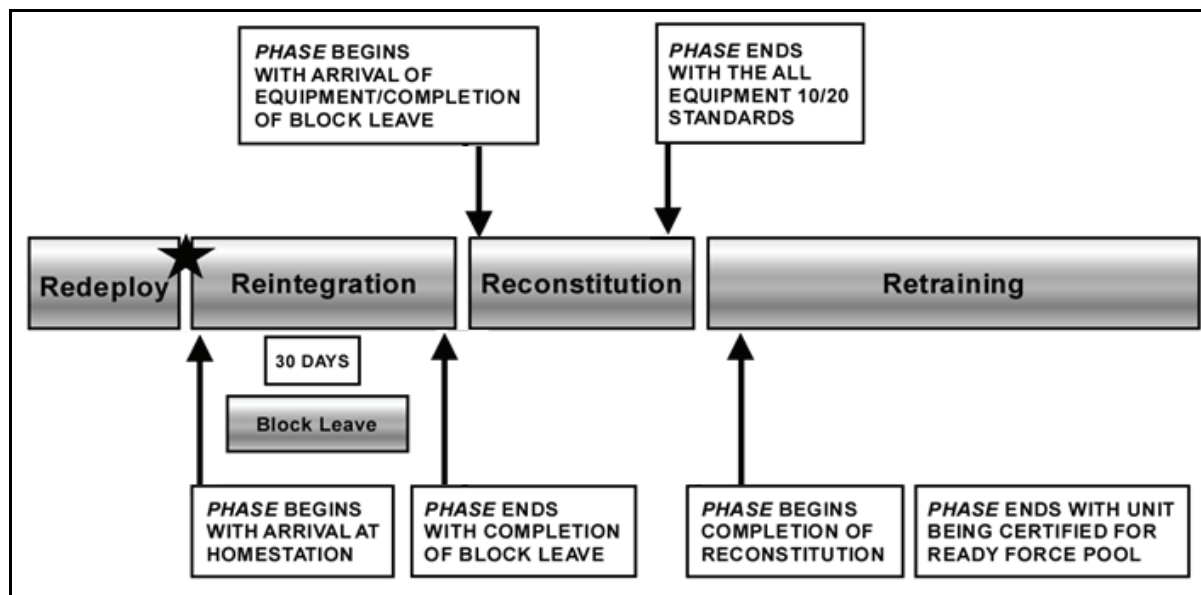 PHASE BEGINS
WITH ARRIVAL OF
EQUIPMENT/COMPLETION
OF BLOCK LEAVE
PHASE ENDS
WITH THE ALL
EQUIPMENT 10/20
STANDARDS
Redeploy
Reintegration
Reconstitution
Retraining
30 DAYS
Block Leave
PHASE BEGINS
WITH ARRIVAL AT
HOMESTATION
PHASE ENDS
WITH COMPLETION
OF BLOCK LEAVE
PHASE BEGINS
COMPLETION OF
RECONSTITUTION
PHASE ENDS WITH UNIT
BEING CERTIFIED FOR
READY FORCE POOL